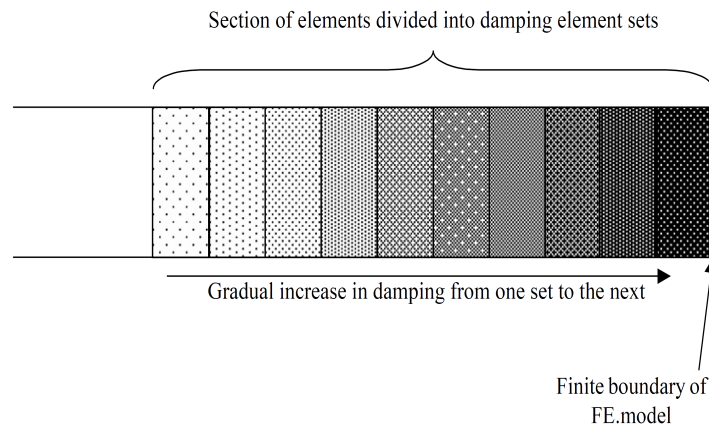 Section of elements divided into damping element sets
Gradual increase in damping from one set to the next
Finite boundary of
FE.model